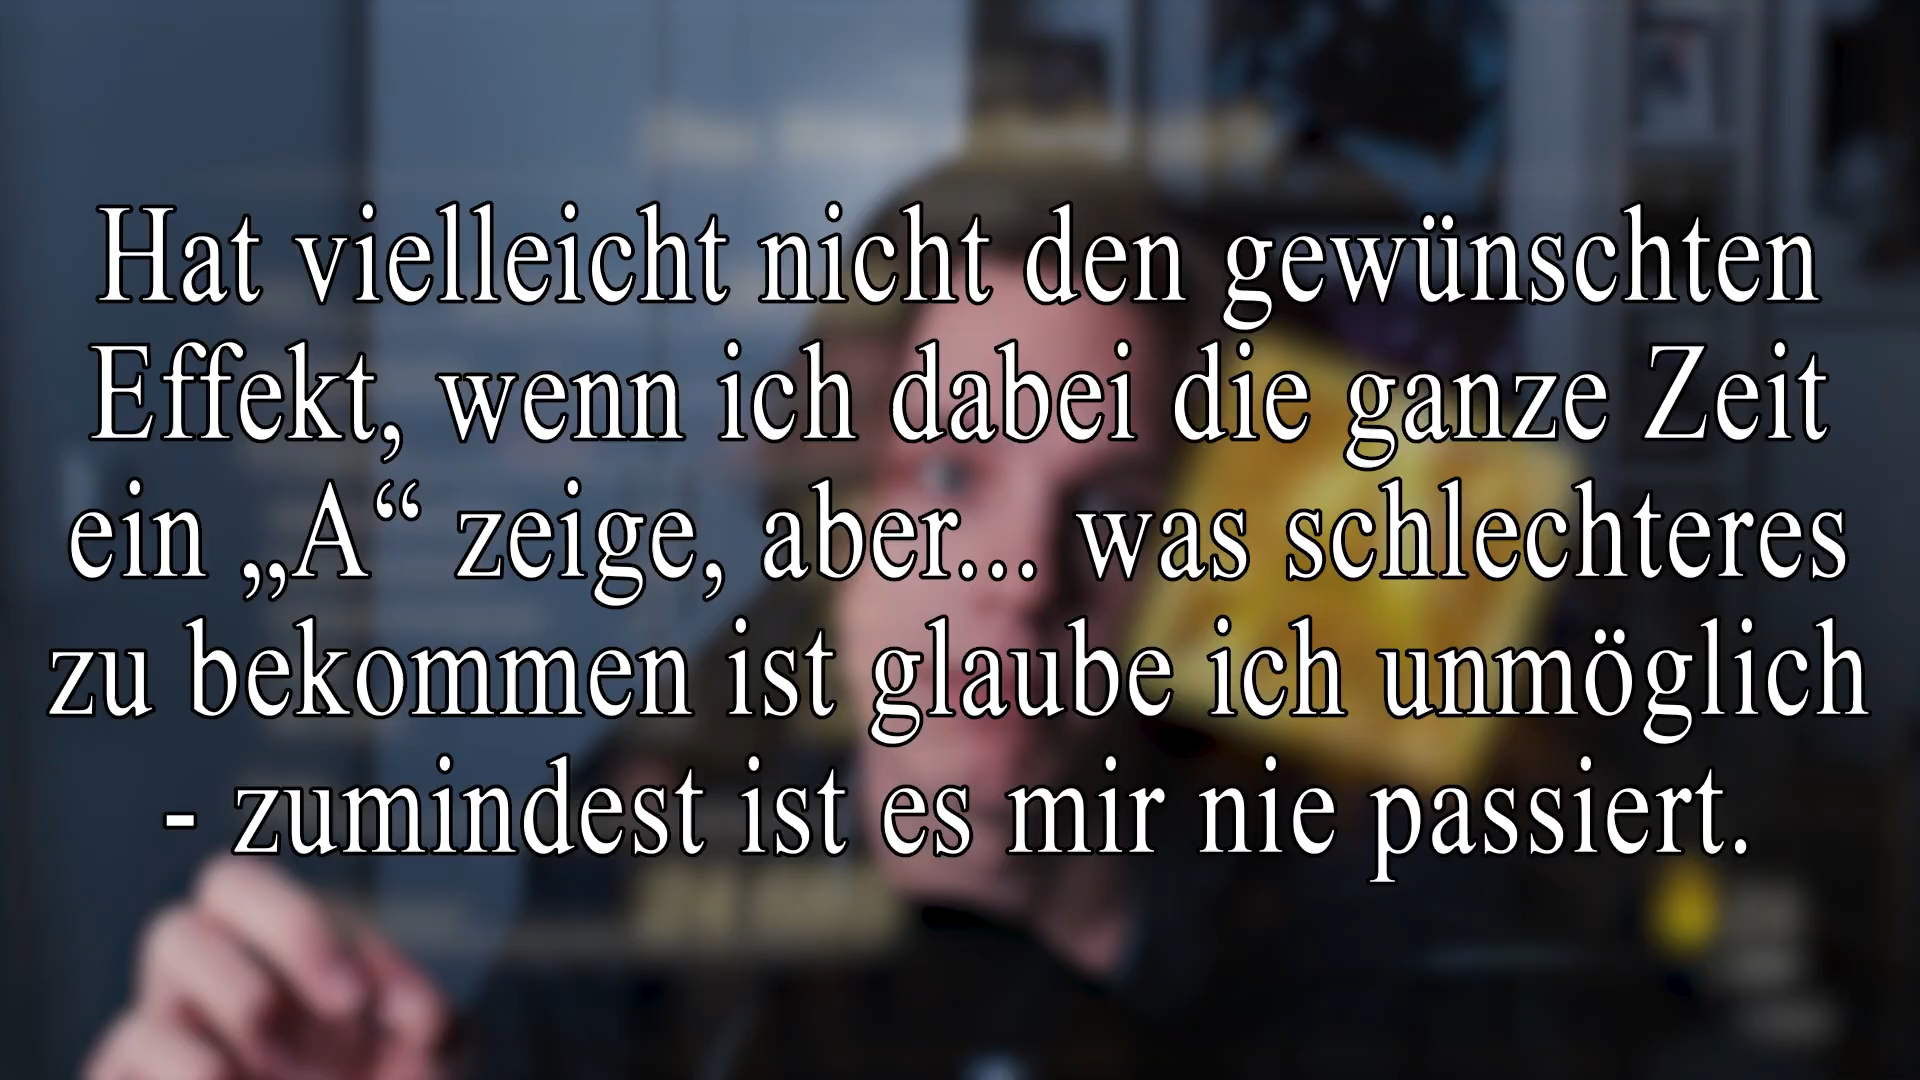 Hat vielleicht nicht den gewünschten
Effekt, wenn ich dabei die ganze Zeit
ein „A“ zeige, aber... was schlechteres
zu bekommen ist glaube ich unmöglich
- zumindest ist es mir nie passiert.